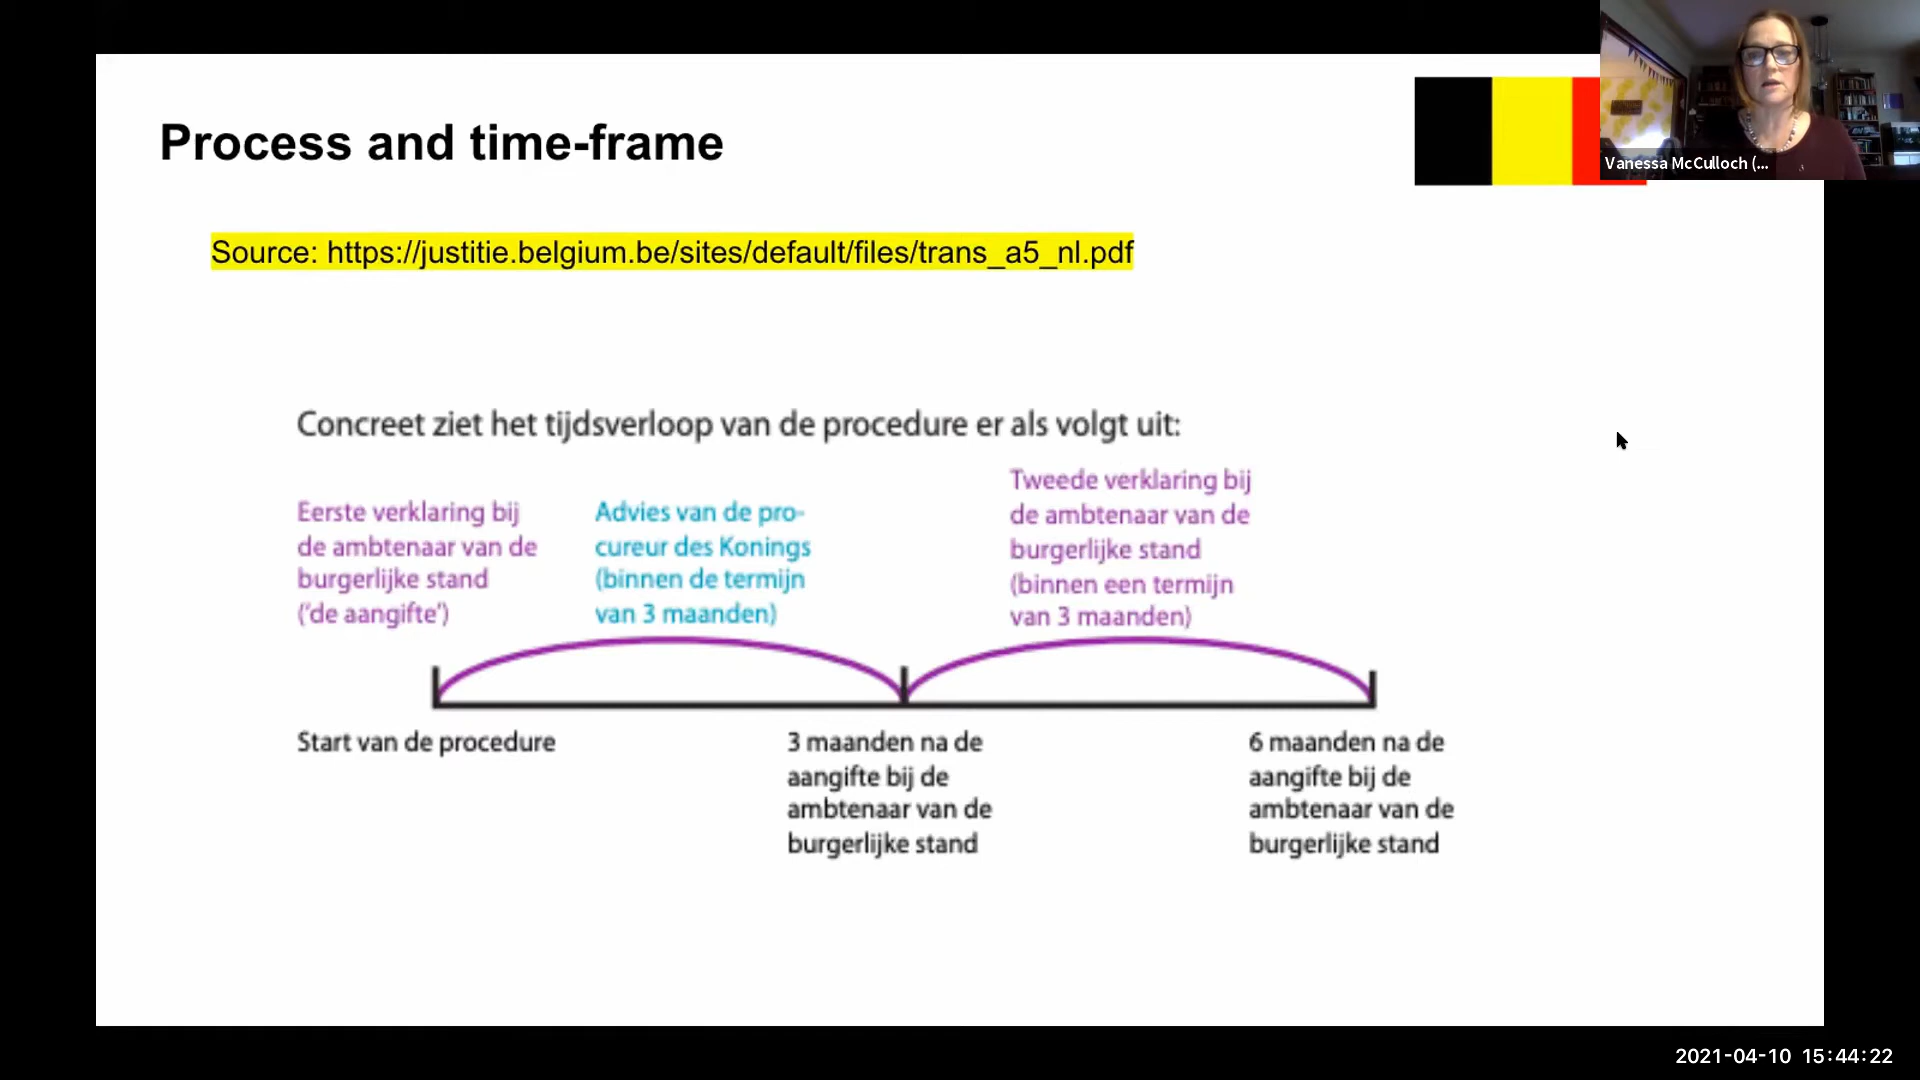 Process and time-frame
Vanessa McCulloch (...
Source: https://justitie.belgium.be/sites/default/files/trans_a5_nl.pdf
Concreet ziet het tijdsverloop van de procedure er als volgt uit:
Eerste verklaring bij
de ambtenaar van de
burgerlijke stand
('de aangifte')
Advies van de pro-
cureur des Konings
(binnen de termijn
van 3 maanden)
Tweede verklaring bij
de ambtenaar van de
burgerlijke stand
(binnen een termijn
van 3 maanden)
Start van de procedure
3 maanden na de
aangifte bij de
ambtenaar van de
burgerlijke stand
6 maanden na de
aangifte bij de
ambtenaar van de
burgerlijke stand
2021-04-10 15:44:22